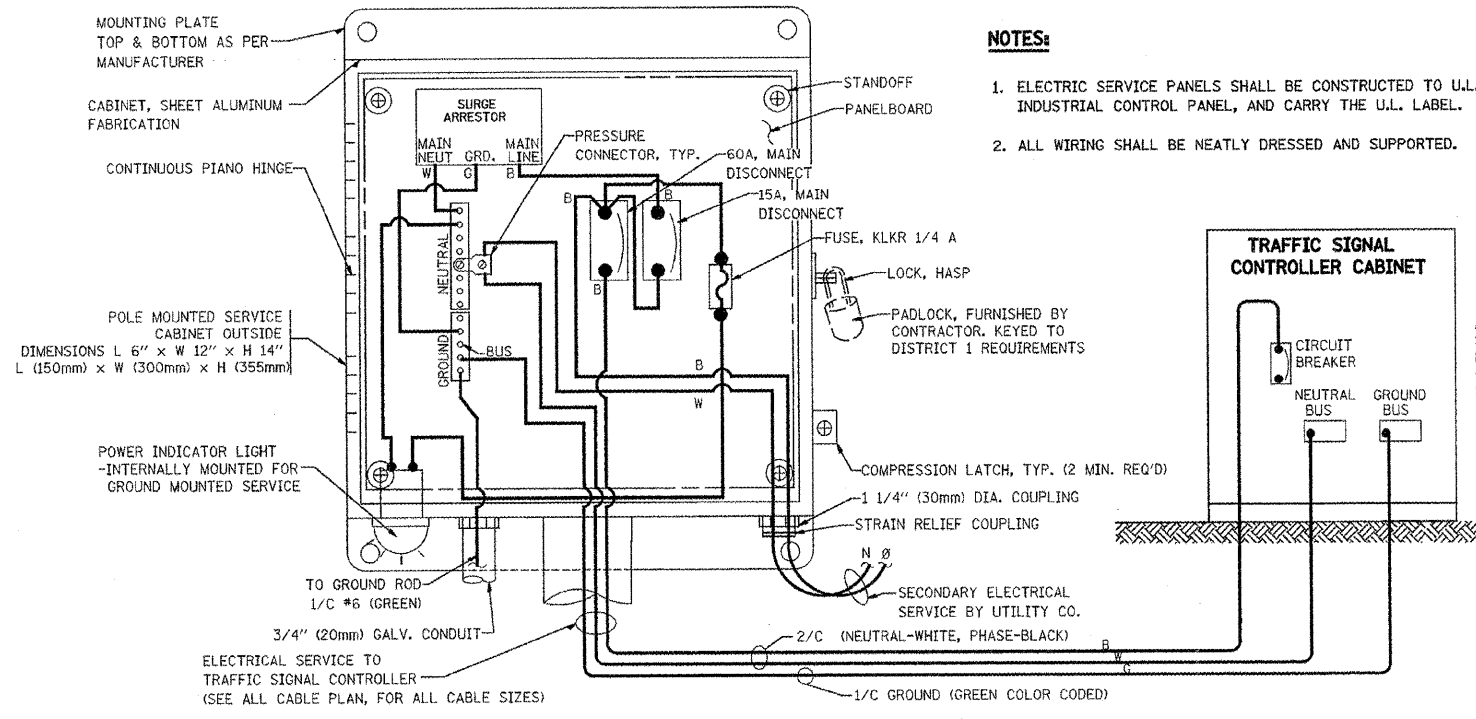 MOUNTING PLATE
TOP & BOTTOM AS PER
MANUFACTURER
CABINET, SHEET ALUMINUM
FABRICATION
CONTINUOUS PIANO HINGE
POLE MOUNTED SERVICE
CABINET OUTSIDE
DIMENSIONS L 6" x W 12" x H 14"
L (150mm) x W (300mm) x H (355mm)
POWER INDICATOR LIGHT
-INTERNALLY MOUNTED FOR
GROUND MOUNTED SERVICE
SURGE
ARRESTOR
MAIN
NEUT
GRD.
MAIN
LINE
W
G
B
PRESSURE
CONNECTOR, TYP.
60A, MAIN
DISCONNECT
15A, MAIN
DISCONNECT
B
B
B
NEUTRAL
GROUND
BUS
B
W
STANDOFF
PANELBOARD
FUSE, KLKR 1/4 A
LOCK, HASP
PADLOCK, FURNISHED BY
CONTRACTOR. KEYED TO
DISTRICT 1 REQUIREMENTS
COMPRESSION LATCH, TYP. (2 MIN. REQ'D)
1 1/4" (30mm) DIA. COUPLING
STRAIN RELIEF COUPLING
N Ø
SECONDARY ELECTRICAL
SERVICE BY UTILITY CO.
TO GROUND ROD
1/C #6 (GREEN)
3/4" (20mm) GALV. CONDUIT
ELECTRICAL SERVICE TO
TRAFFIC SIGNAL CONTROLLER
(SEE ALL CABLE PLAN, FOR ALL CABLE SIZES)
2/C (NEUTRAL-WHITE, PHASE-BLACK)
B
W
G
1/C GROUND (GREEN COLOR CODED)
NOTES:
1. ELECTRIC SERVICE PANELS SHALL BE CONSTRUCTED TO U.L.
INDUSTRIAL CONTROL PANEL, AND CARRY THE U.L. LABEL.
2. ALL WIRING SHALL BE NEATLY DRESSED AND SUPPORTED.
TRAFFIC SIGNAL
CONTROLLER CABINET
CIRCUIT
BREAKER
NEUTRAL
BUS
GROUND
BUS